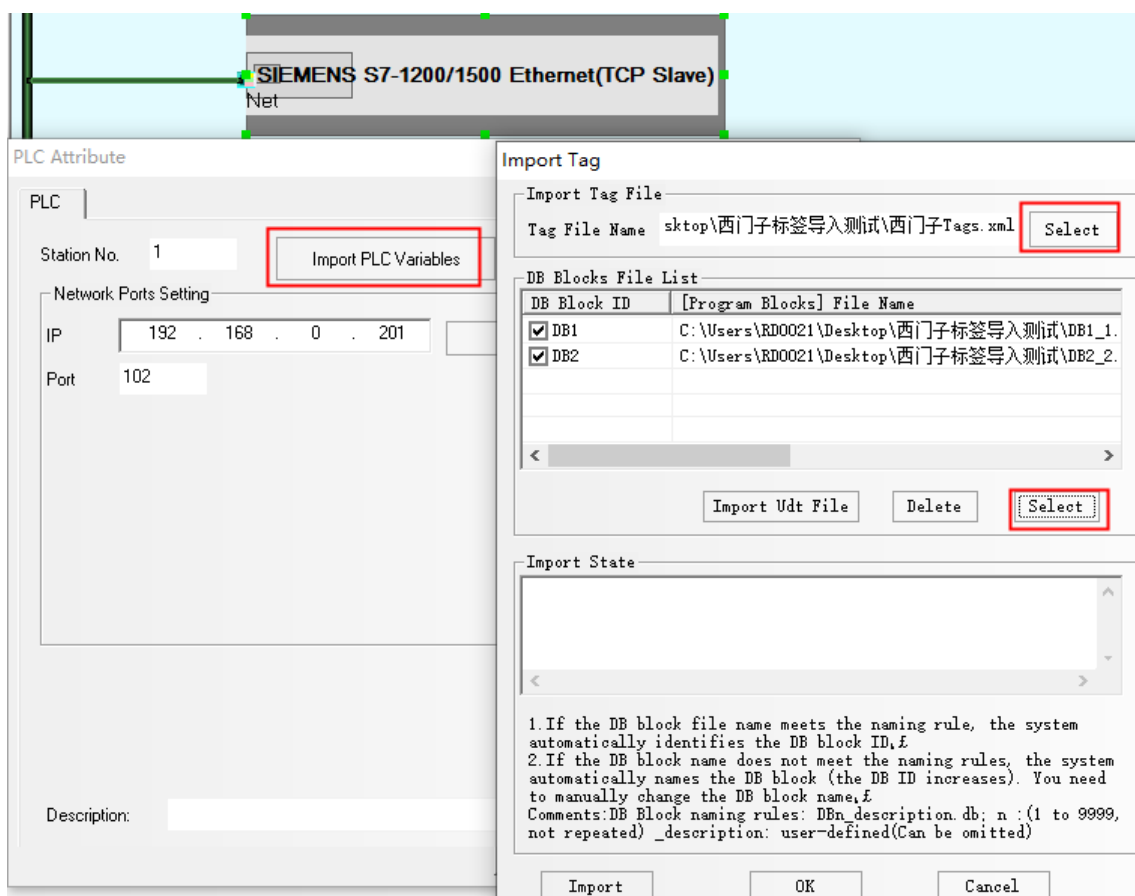 SIEMENS S7-1200/1500 Ethernet(TCP Slave)
Net
PLC Attribute
PLC
Station No. 1
Import PLC Variables
Network Ports Setting
IP 192 . 168 . 0 . 201
Port 102
Description:
Import Tag
Import Tag File
Tag File Name sktop\西门子标签导入测试\西门子Tags.xml Select
DB Blocks File List
DB Block ID [Program Blocks] File Name
DB1 C:\Users\RD0021\Desktop\西门子标签导入测试\DB1_1.
DB2 C:\Users\RD0021\Desktop\西门子标签导入测试\DB2_2.
Import Udt File Delete Select
Import State
1.If the DB block file name meets the naming rule, the system
automatically identifies the DB block ID¡£
2.If the DB block name does not meet the naming rules, the system
automatically names the DB block (the DB ID increases). You need
to manually change the DB block name¡£
Comments:DB Block naming rules: DBn_description.db; n :(1 to 9999,
not repeated) _description: user-defined(Can be omitted)
Import OK Cancel